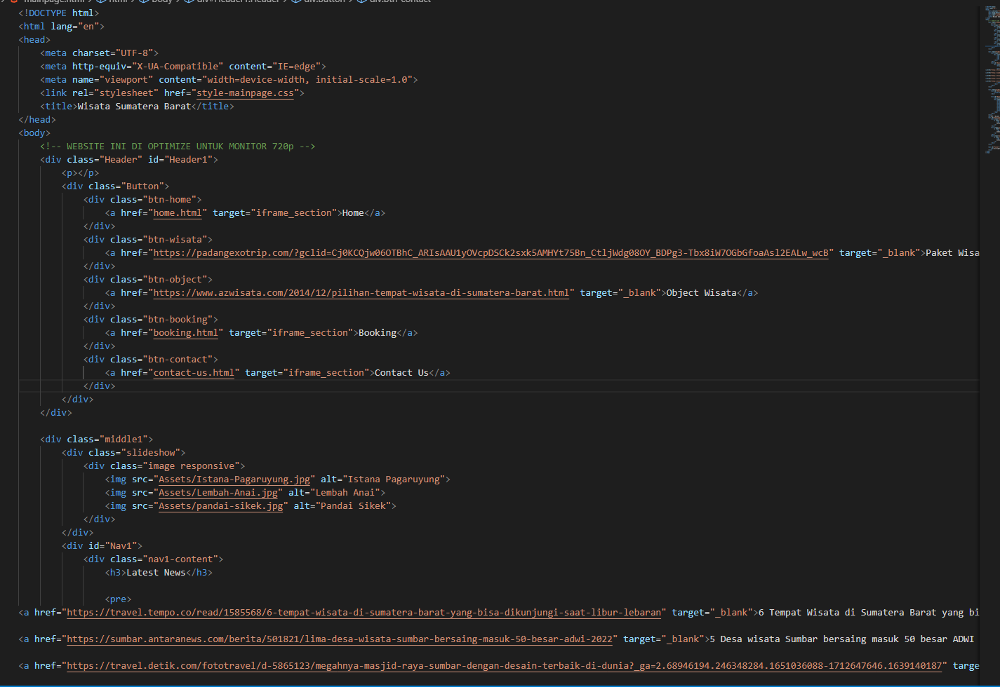 mainpage.html > html > body > div#Header1.Header > div.Button > div.btn-contact
<!DOCTYPE html>
<html lang="en">
<head>
    <meta charset="UTF-8">
    <meta http-equiv="X-UA-Compatible" content="IE=edge">
    <meta name="viewport" content="width=device-width, initial-scale=1.0">
    <link rel="stylesheet" href="style-mainpage.css">
    <title>Wisata Sumatera Barat</title>
</head>
<body>
    <!-- WEBSITE INI DI OPTIMIZE UNTUK MONITOR 720p -->
    <div class="Header" id="Header1">
        <p></p>
        <div class="Button">
            <div class="btn-home">
                <a href="home.html" target="iframe_section">Home</a>
            </div>
            <div class="btn-wisata">
                <a href="https://padangexotrip.com/?gclid=Cj0KCQjw06OTBhC_ARIsAAU1yOVcpDSCk2sxk5AMHYt75Bn_CtljWdg08OY_BDPg3-Tbx8iW7OGbGfoaAsl2EALw_wcB" target="_blank">Paket Wisa
            </div>
            <div class="btn-object">
                <a href="https://www.azwisata.com/2014/12/pilihan-tempat-wisata-di-sumatera-barat.html" target="_blank">Object Wisata</a>
            </div>
            <div class="btn-booking">
                <a href="booking.html" target="iframe_section">Booking</a>
            </div>
            <div class="btn-contact">
                <a href="contact-us.html" target="iframe_section">Contact Us</a>
            </div>
        </div>
    </div>
    <div class="middle1">
        <div class="slideshow">
            <div class="image responsive">
                <img src="Assets/Istana-Pagaruyung.jpg" alt="Istana Pagaruyung">
                <img src="Assets/Lembah-Anai.jpg" alt="Lembah Anai">
                <img src="Assets/pandai-sikek.jpg" alt="Pandai Sikek">
            </div>
        </div>
        <div id="Nav1">
            <div class="nav1-content">
                <h3>Latest News</h3>
                <pre>
<a href="https://travel.tempo.co/read/1585568/6-tempat-wisata-di-sumatera-barat-yang-bisa-dikunjungi-saat-libur-lebaran" target="_blank">6 Tempat Wisata di Sumatera Barat yang bi
<a href="https://sumbar.antaranews.com/berita/501821/lima-desa-wisata-sumbar-bersaing-masuk-50-besar-adwi-2022" target="_blank">5 Desa wisata Sumbar bersaing masuk 50 besar ADWI
<a href="https://travel.detik.com/fototravel/d-5865123/megahnya-masjid-raya-sumbar-dengan-desain-terbaik-di-dunia?_ga=2.68946194.246348284.1651036088-1712647646.1639140187" targe